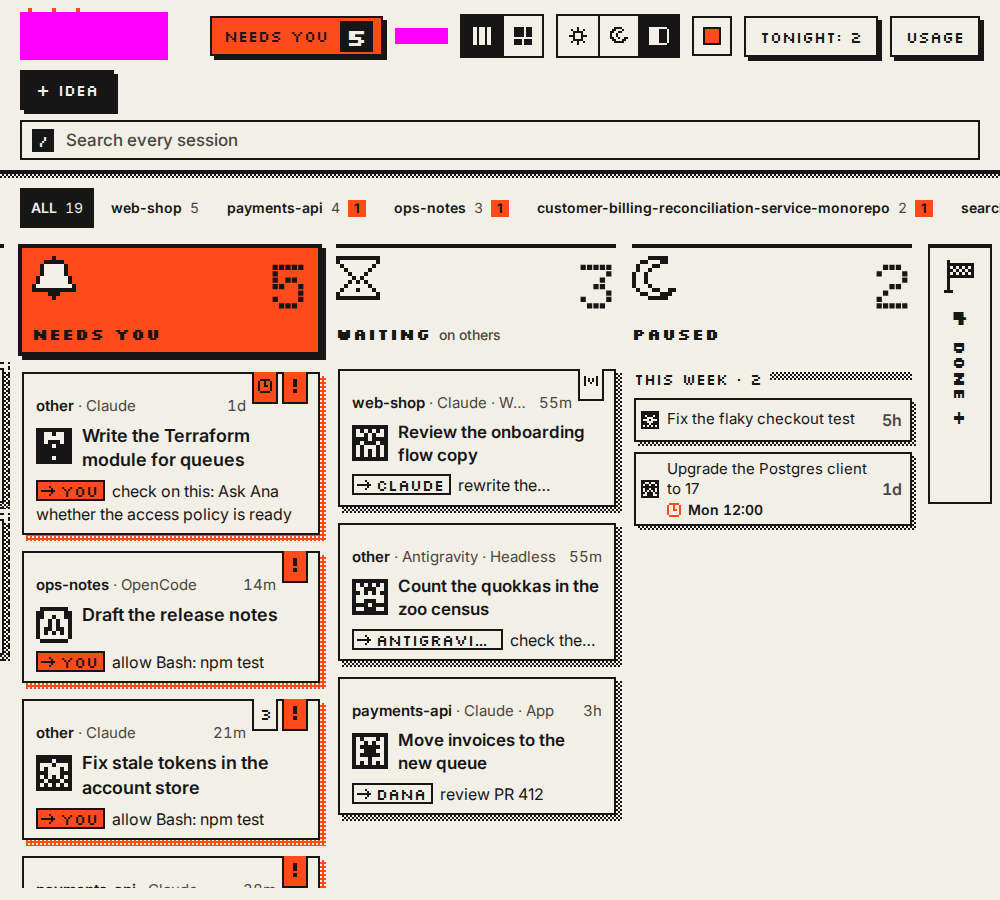 NEEDS YOU 5
TONIGHT: 2
USAGE
+ IDEA
/ Search every session
ALL 19
web-shop 5
payments-api 4 1
ops-notes 3 1
customer-billing-reconciliation-service-monorepo 2 1
searc
5
NEEDS YOU
3
WAITING on others
2
PAUSED
4 DONE +
other · Claude 1d !
Write the Terraform
module for queues
→ YOU check on this: Ask Ana
whether the access policy is ready
ops-notes · OpenCode 14m !
Draft the release notes
→ YOU allow Bash: npm test
other · Claude 21m 3 !
Fix stale tokens in the
account store
→ YOU allow Bash: npm test
payments-api · Claude 28m !
web-shop · Claude · W... 55m
Review the onboarding
flow copy
→ CLAUDE rewrite the...
other · Antigravity · Headless 55m
Count the quokkas in the
zoo census
→ ANTIGRAVI... check the...
payments-api · Claude · App 3h
Move invoices to the
new queue
→ DANA review PR 412
THIS WEEK · 2
Fix the flaky checkout test 5h
Upgrade the Postgres client
to 17 1d
Mon 12:00